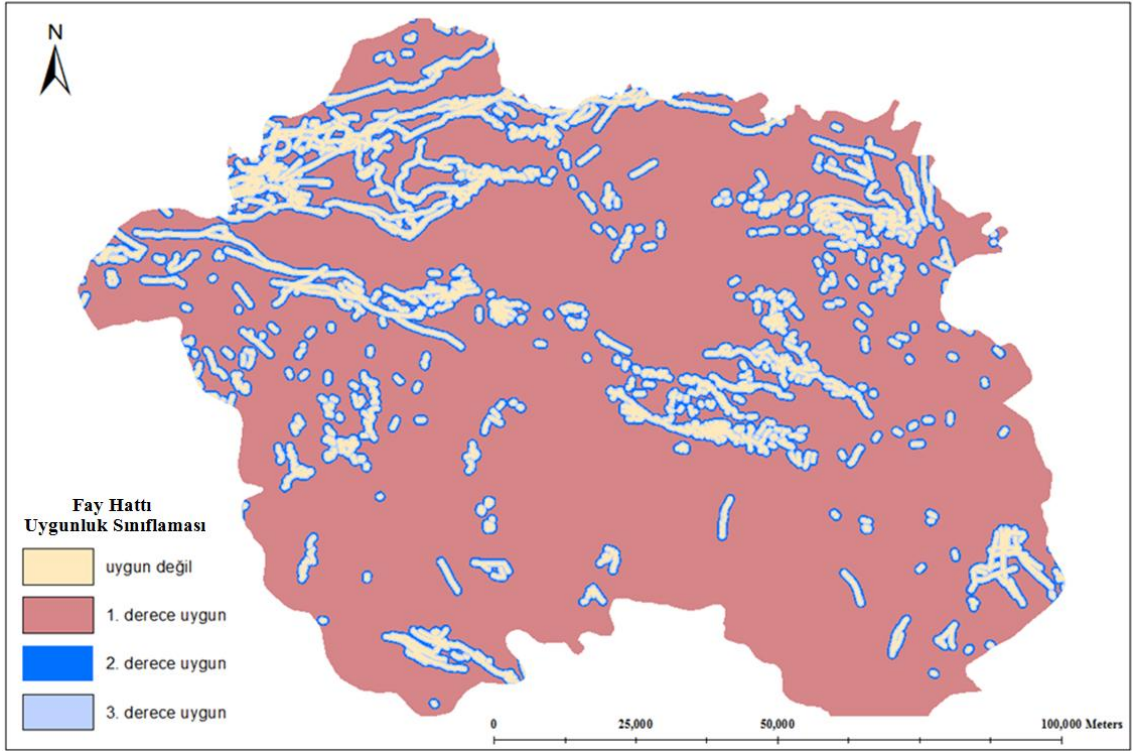 N
Fay Hattı
Uygunluk Sınıflaması
uygun değil
1. derece uygun
2. derece uygun
3. derece uygun
0 25,000 50,000 100,000 Meters